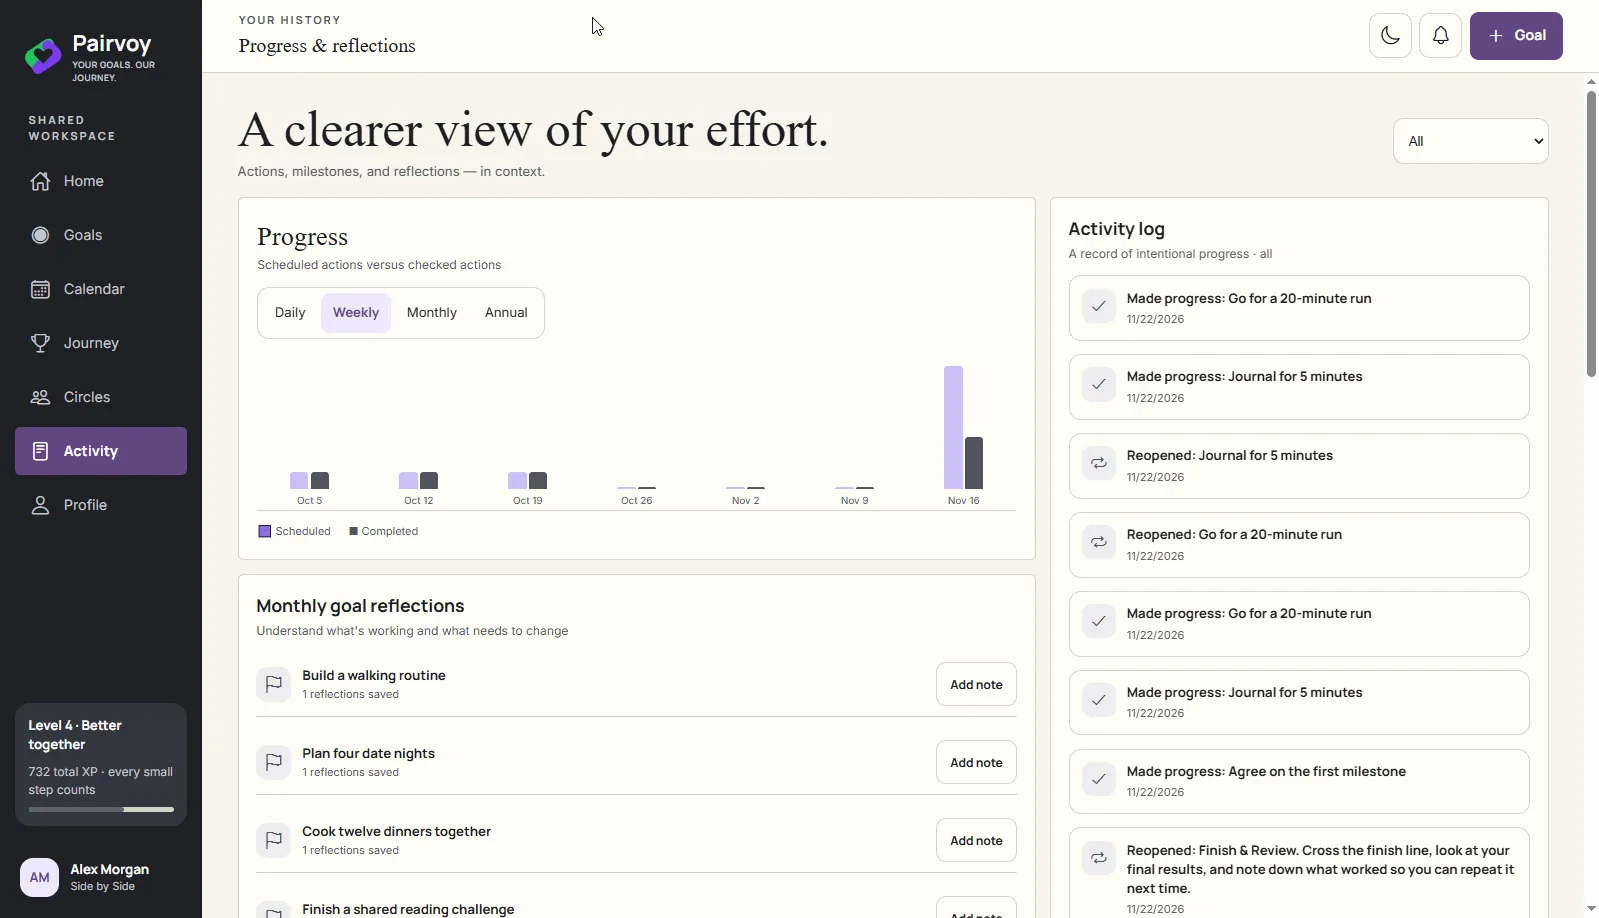 Pairvoy
YOUR GOALS. OUR
JOURNEY.
SHARED
WORKSPACE
Home
Goals
Calendar
Journey
Circles
Activity
Profile
Level 4 · Better
together
732 total XP · every small
step counts
AM
Alex Morgan
Side by Side
YOUR HISTORY
Progress & reflections
+ Goal
A clearer view of your effort.
Actions, milestones, and reflections — in context.
All
Progress
Scheduled actions versus checked actions
Daily Weekly Monthly Annual
Oct 5 Oct 12 Oct 19 Oct 26 Nov 2 Nov 9 Nov 16
Scheduled Completed
Monthly goal reflections
Understand what's working and what needs to change
Build a walking routine
1 reflections saved
Add note
Plan four date nights
1 reflections saved
Add note
Cook twelve dinners together
1 reflections saved
Add note
Finish a shared reading challenge
Add note
Activity log
A record of intentional progress · all
Made progress: Go for a 20-minute run
11/22/2026
Made progress: Journal for 5 minutes
11/22/2026
Reopened: Journal for 5 minutes
11/22/2026
Reopened: Go for a 20-minute run
11/22/2026
Made progress: Go for a 20-minute run
11/22/2026
Made progress: Journal for 5 minutes
11/22/2026
Made progress: Agree on the first milestone
11/22/2026
Reopened: Finish & Review. Cross the finish line, look at your
final results, and note down what worked so you can repeat it
next time.
11/22/2026